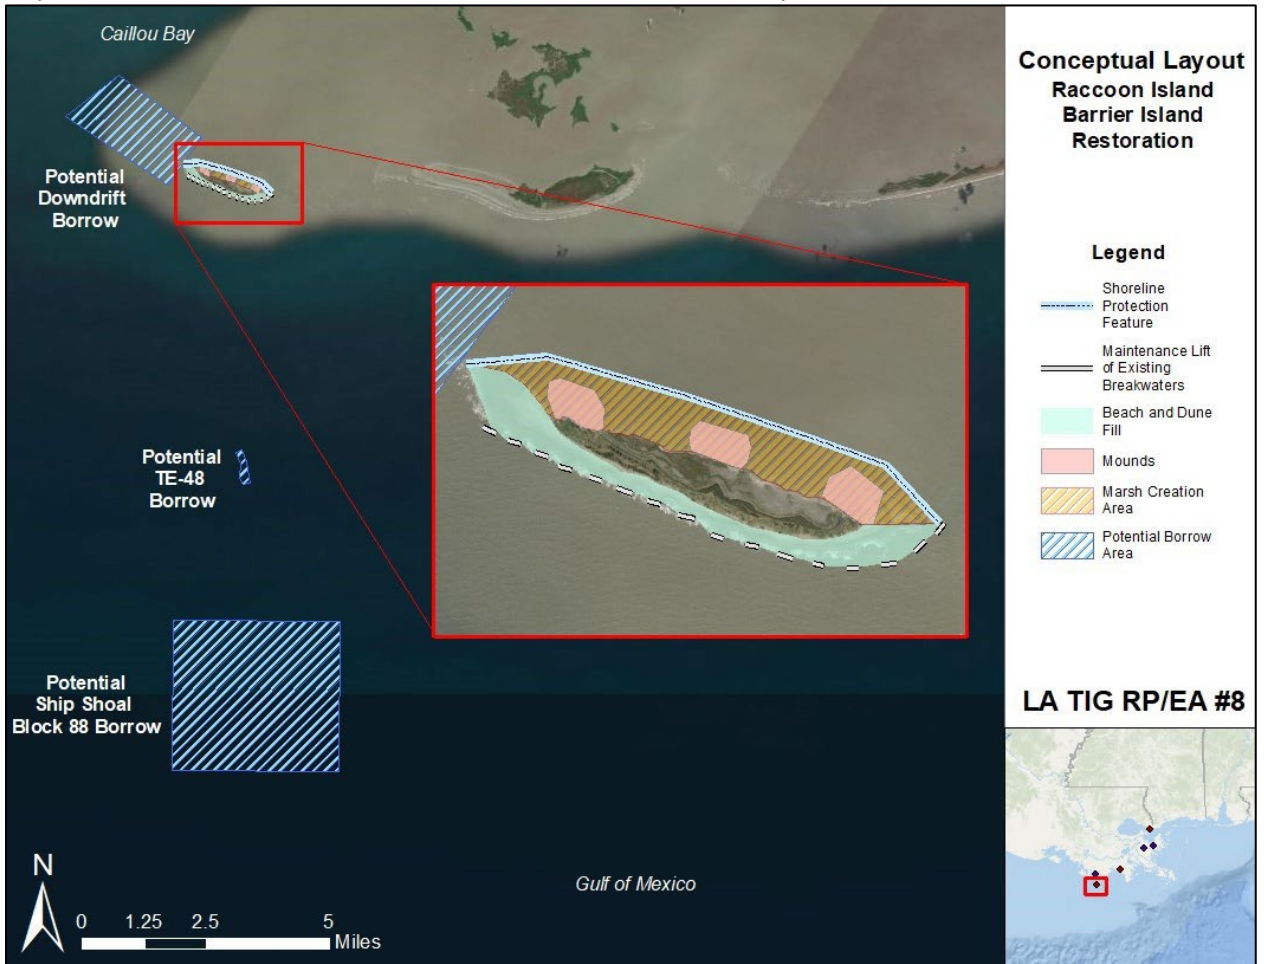 Caillou Bay
Potential
Downdrift
Borrow
Potential
TE-48
Borrow
Potential
Ship Shoal
Block 88 Borrow
Gulf of Mexico
N
0 1.25 2.5 5
Miles
Conceptual Layout
Raccoon Island
Barrier Island
Restoration
Legend
Shoreline
Protection
Feature
Maintenance Lift
of Existing
Breakwaters
Beach and Dune
Fill
Mounds
Marsh Creation
Area
Potential Borrow
Area
LA TIG RP/EA #8